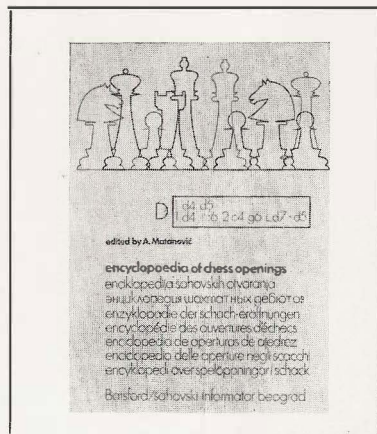 D
1 d4 d5
1 d4 2 c4 g6
edited by A. Matanović
encyclopaedia of chess openings
enciklopedija šahovskih otvaranja
энциклопедия шахматных дебютов
enzyklopädie der schach-eröffnungen
encyclopédie des ouvertures d'échecs
enciclopedia de aperturas de ajedrez
enciclopedia delle aperture negli scacchi
encyklopedi över spelöppningar i schack
Batsford/šahovski informator beograd